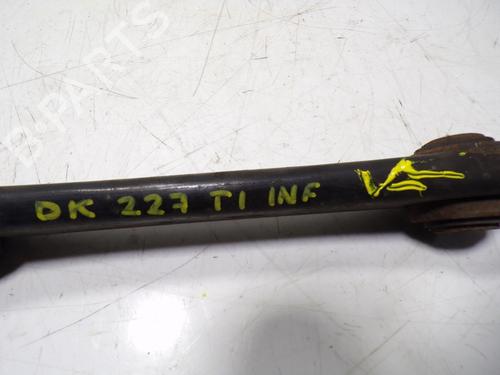 B-PARTS
DK 227 TI INF